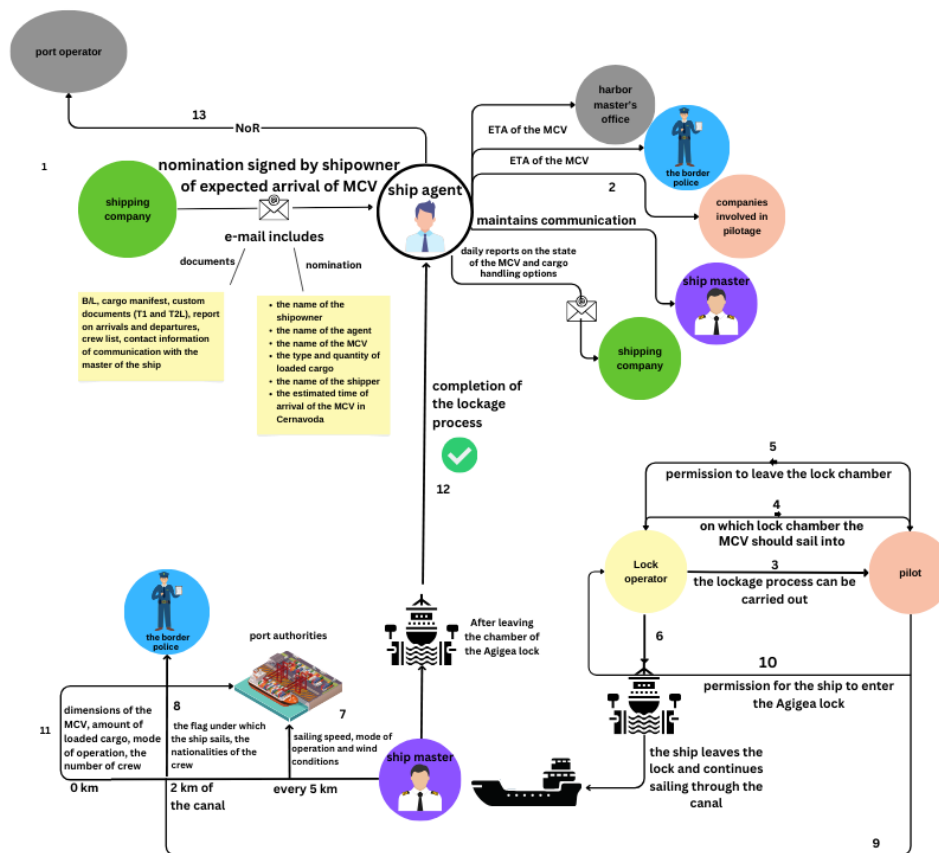 port operator
13
NoR
1
shipping
company
nomination signed by shipowner
of expected arrival of MCV
e-mail includes
documents
nomination
B/L, cargo manifest, custom
documents (T1 and T2L), report
on arrivals and departures,
crew list, contact information
of communication with the
master of the ship
• the name of the
shipowner
• the name of the agent
• the name of the MCV
• the type and quantity of
loaded cargo
• the name of the shipper
• the estimated time of
arrival of the MCV in
Cernavoda
ship agent
harbor
master's
office
ETA of the MCV
ETA of the MCV
the border
police
2
companies
involved in
pilotage
maintains communication
daily reports on the state
of the MCV and cargo
handling options
ship master
shipping
company
completion of
the lockage
process
12
5
permission to leave the lock chamber
4
on which lock chamber the
MCV should sail into
Lock
operator
3
the lockage process can be
carried out
pilot
6
10
permission for the ship to enter
the Agigea lock
the ship leaves the
lock and continues
sailing through the
canal
9
the border
police
port authorities
After leaving
the chamber of
the Agigea lock
11
dimensions of the
MCV, amount of
loaded cargo, mode
of operation, the
number of crew
8
the flag under which
the ship sails, the
nationalities of the
crew
7
sailing speed, mode of
operation and wind
conditions
ship master
0 km
2 km of
the canal
every 5 km